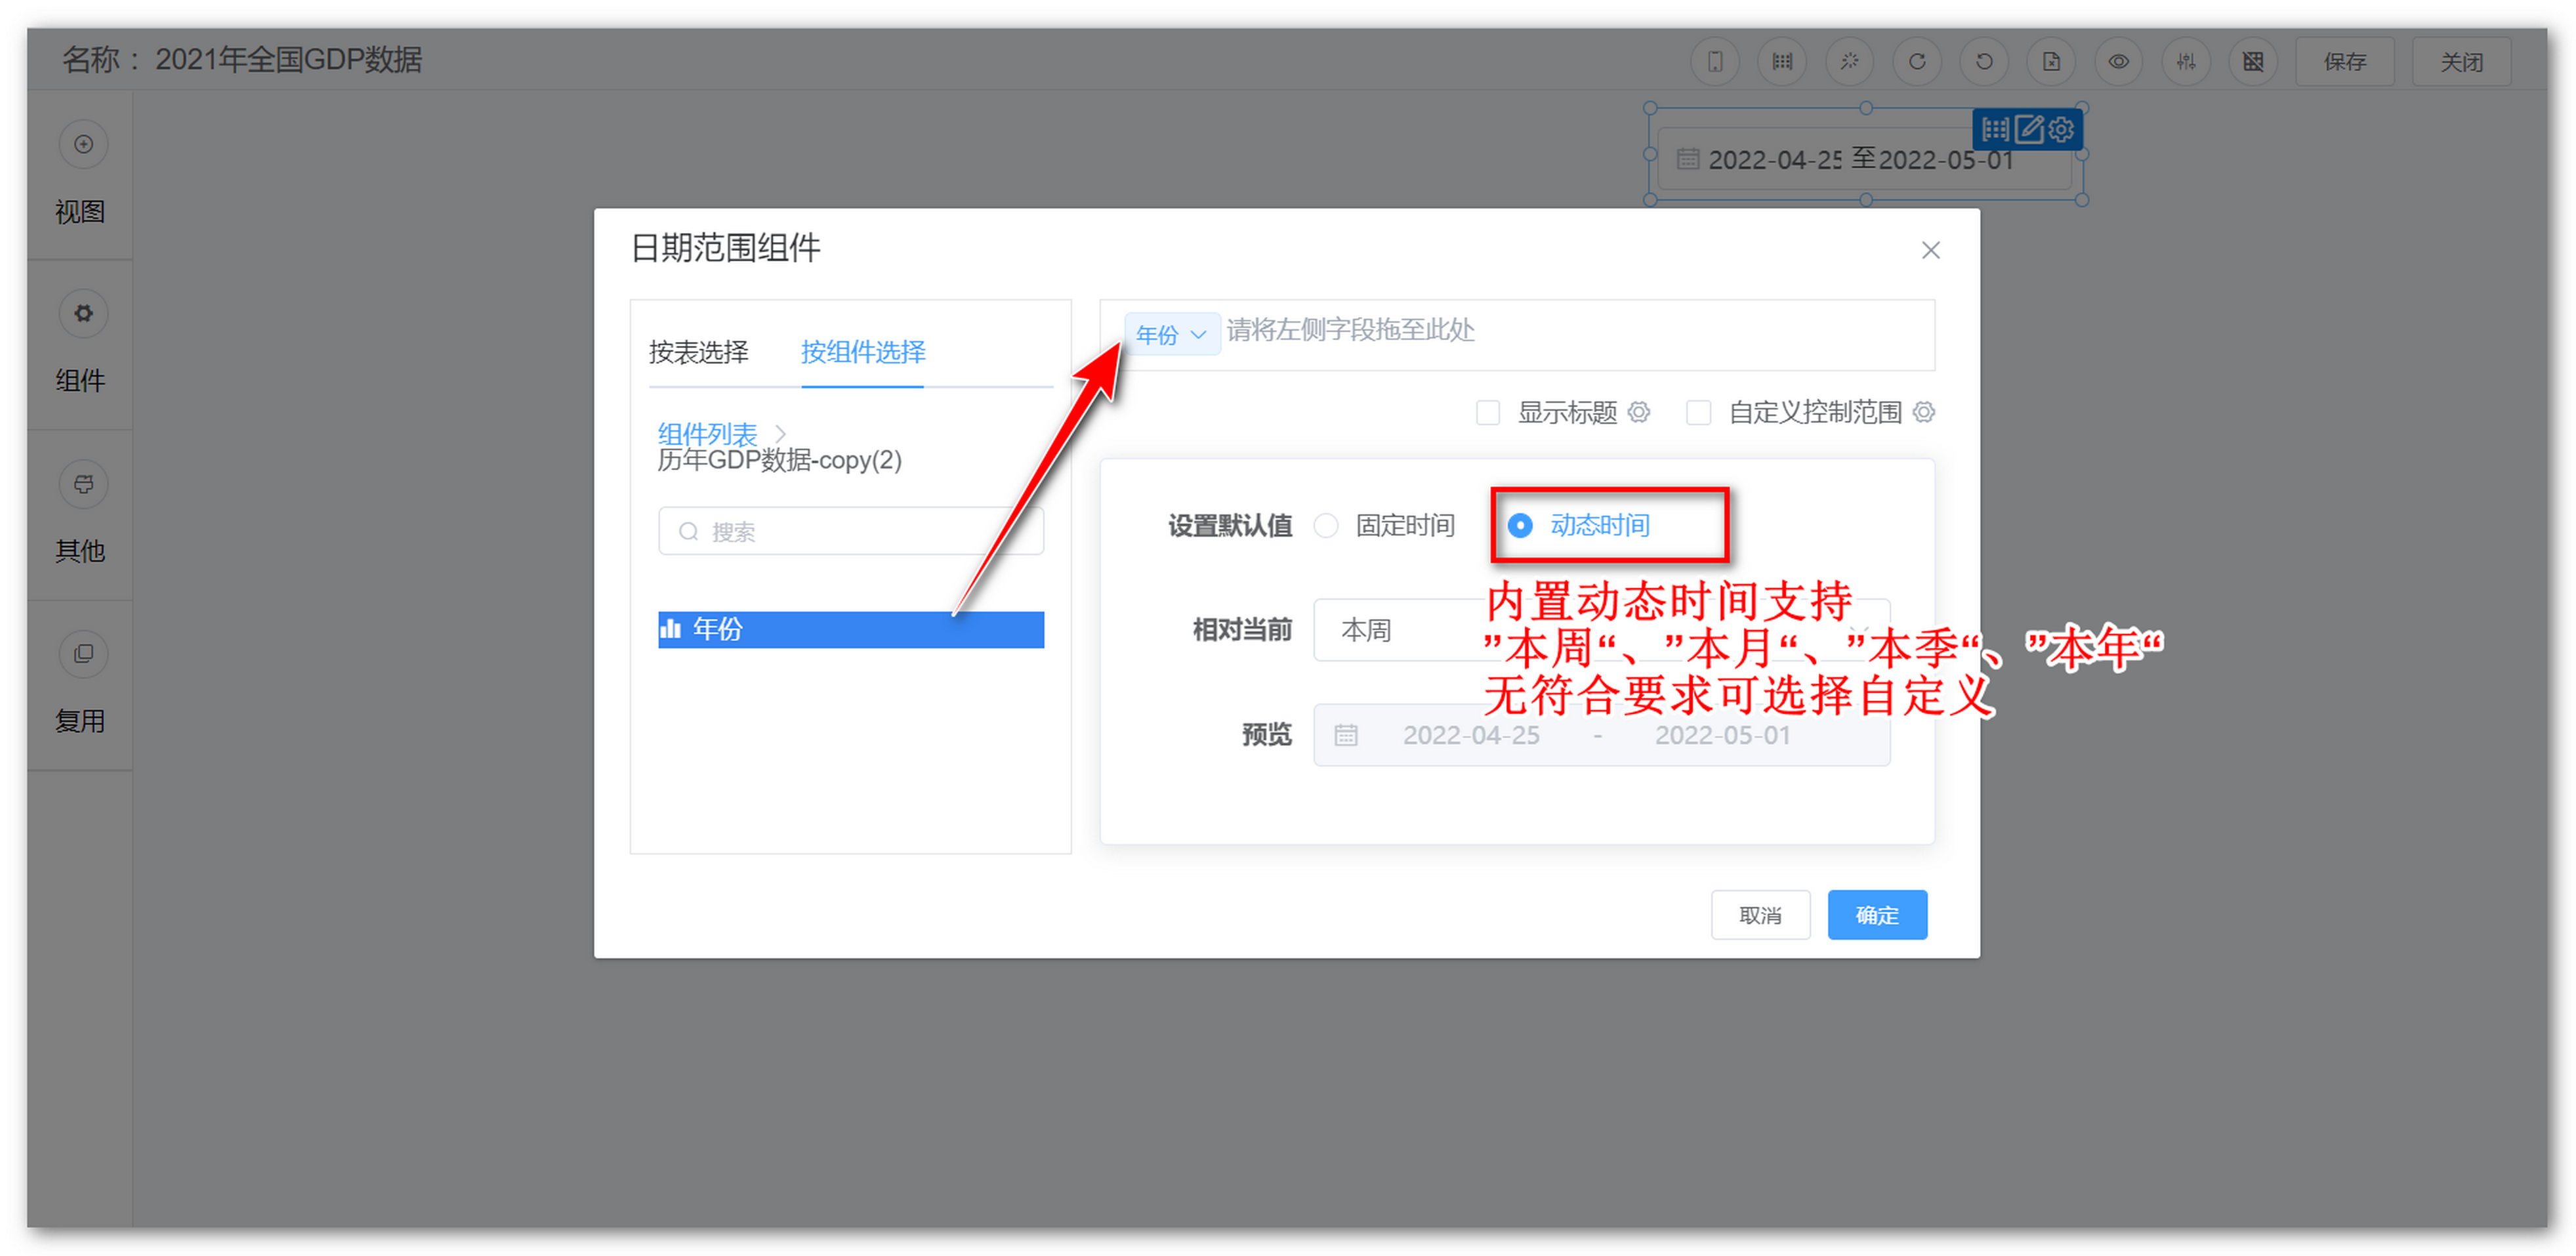 名称： 2021年全国GDP数据
保存
关闭
视图
组件
其他
复用
2022-04-25 至 2022-05-01
日期范围组件
按表选择
按组件选择
组件列表
历年GDP数据-copy(2)
搜索
年份
年份
请将左侧字段拖至此处
显示标题
自定义控制范围
设置默认值
固定时间
动态时间
内置动态时间支持
相对当前
本周
”本周“、”本月“、”本季“、”本年“
无符合要求可选择自定义
预览
2022-04-25 - 2022-05-01
取消
确定